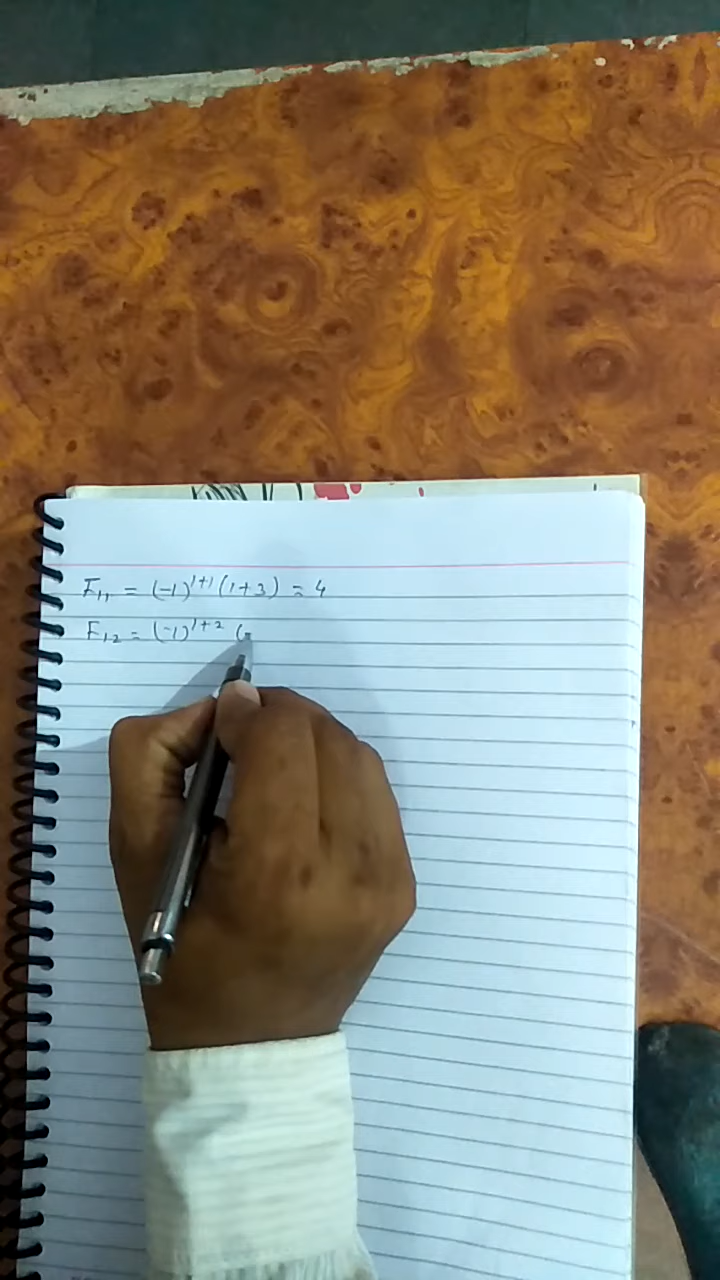 F₁₁ = (-1)¹⁺¹ (1+3) = 4
F₁₂ = (-1)¹⁺² (